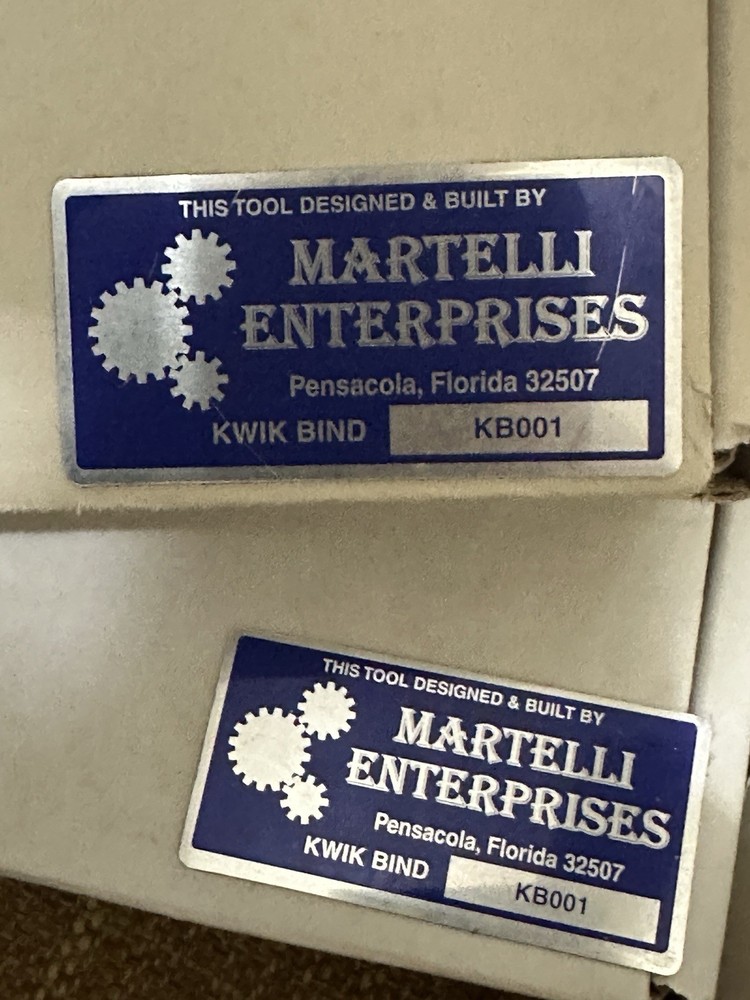 THIS TOOL DESIGNED & BUILT BY
MARTELLI
ENTERPRISES
Pensacola, Florida 32507
KWIK BIND KB001
THIS TOOL DESIGNED & BUILT BY
MARTELLI
ENTERPRISES
Pensacola, Florida 32507
KWIK BIND KB001